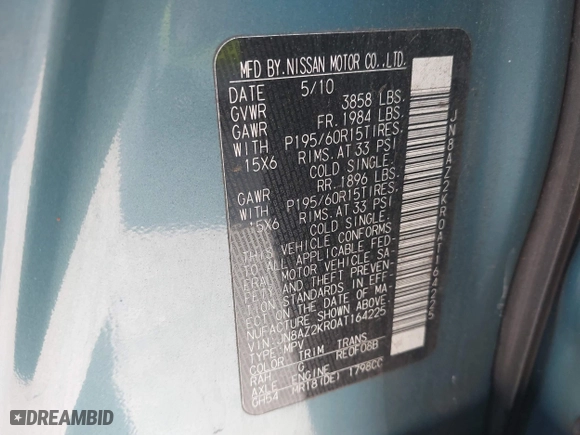 MFD BY.NISSAN MOTOR CO.,LTD.
DATE 5/10
GVWR 3858 LBS.
GAWR FR. 1984 LBS.
WITH P195/60R15TIRES.
15X6 RIMS. AT 33 PSI
COLD SINGLE.
GAWR RR. 1896 LBS.
WITH P195/60R15TIRES.
15X6 RIMS. AT 33 PSI
COLD SINGLE.
THIS VEHICLE CONFORMS
TO ALL APPLICABLE FED-
ERAL MOTOR VEHICLE SA-
FETY AND THEFT PREVEN-
TION STANDARDS IN EFF-
ECT ON THE DATE OF MA-
NUFACTURE SHOWN ABOVE.
VIN: JN8AZ2KR0AT164225
TYPE: MPV
COLOR TRIM TRANS
RAH G RE0F08B
AXLE ENGINE
GH54 MR18(DE) 1798CC
JN8AZ2KR0AT164225
DREAMBID